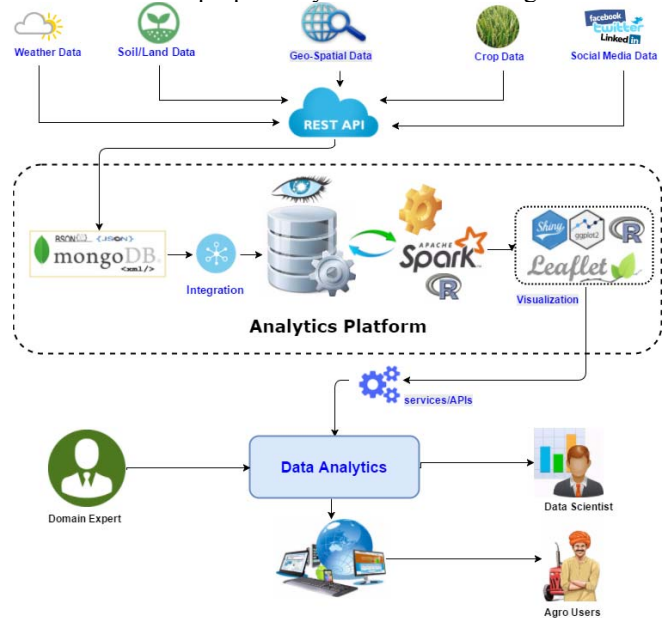 Weather Data
Soil/Land Data
Geo-Spatial Data
Crop Data
facebook
twitter
Linked in
Social Media Data
REST API
BSON {JSON}
mongoDB
<xml/>
Integration
APACHE
Spark
R
Shiny
ggplot2
R
Leaflet
Visualization
Analytics Platform
services/APIs
Domain Expert
Data Analytics
Data Scientist
Agro Users